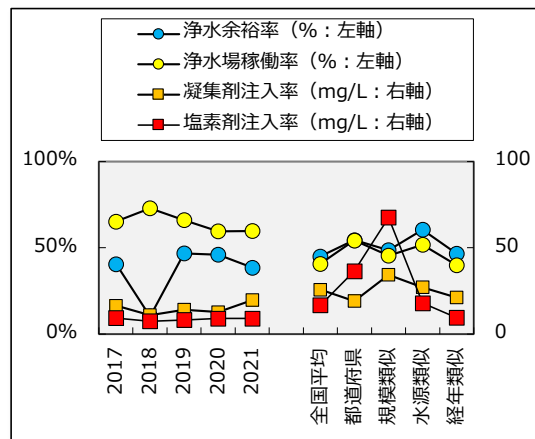 浄水余裕率（%：左軸）
浄水場稼働率（%：左軸）
凝集剤注入率（mg/L：右軸）
塩素剤注入率（mg/L：右軸）
100%
50%
0%
100
50
0
2017
2018
2019
2020
2021
全国平均
都道府県
規模類似
水源類似
経年類似